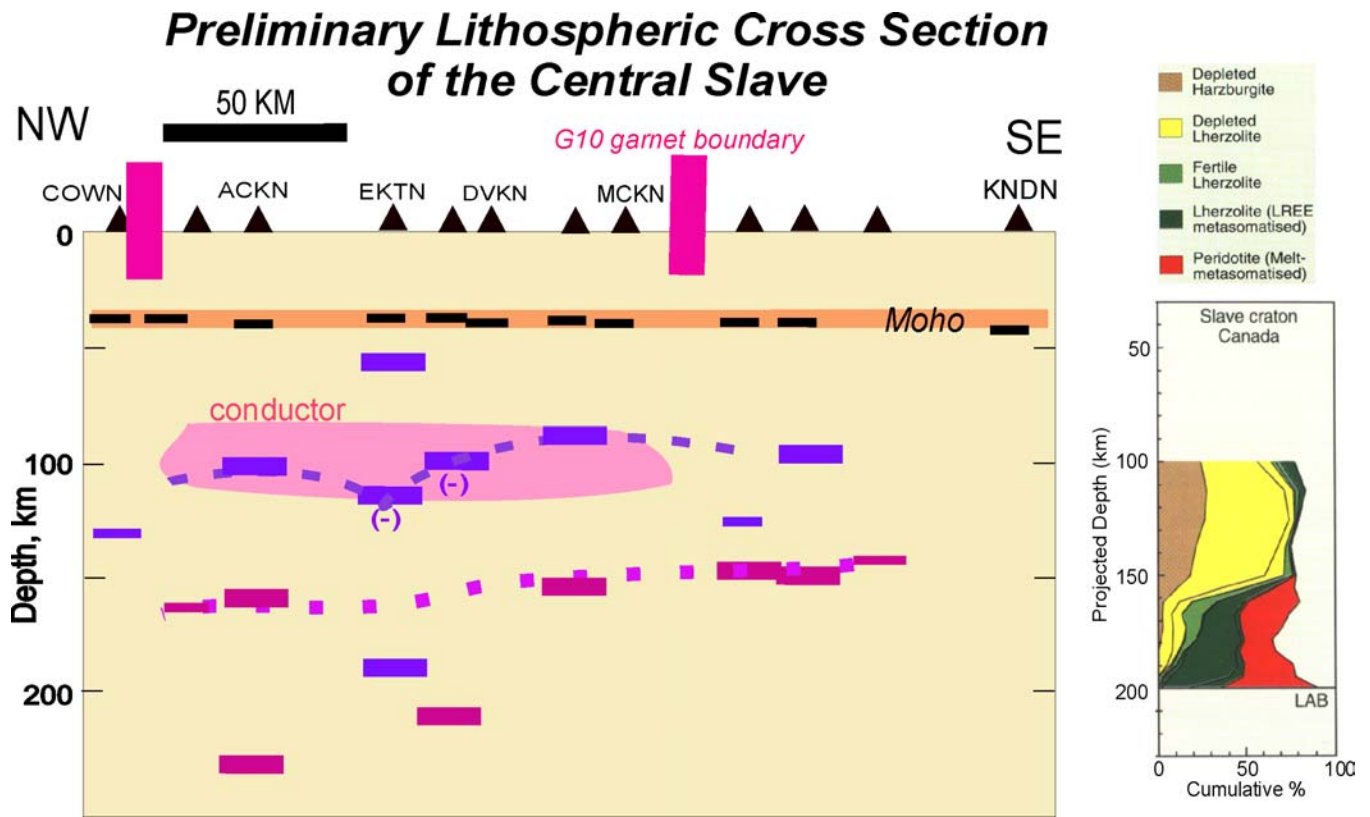 Preliminary Lithospheric Cross Section
of the Central Slave
50 KM
NW
G10 garnet boundary
SE
COWN
ACKN
EKTN
DVKN
MCKN
KNDN
0
Moho
conductor
100
(-)
(-)
200
Depth, km
Depleted
Harzburgite
Depleted
Lherzolite
Fertile
Lherzolite
Lherzolite (LREE
metasomatised)
Peridotite (Melt-
metasomatised)
Slave craton
Canada
50
100
150
200
LAB
Projected Depth (km)
0
50
100
Cumulative %